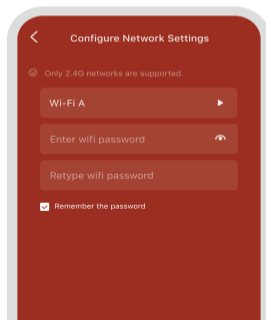 Configure Network Settings
Only 2.4G networks are supported.
Wi-Fi A
Enter wifi password
Retype wifi password
Remember the password